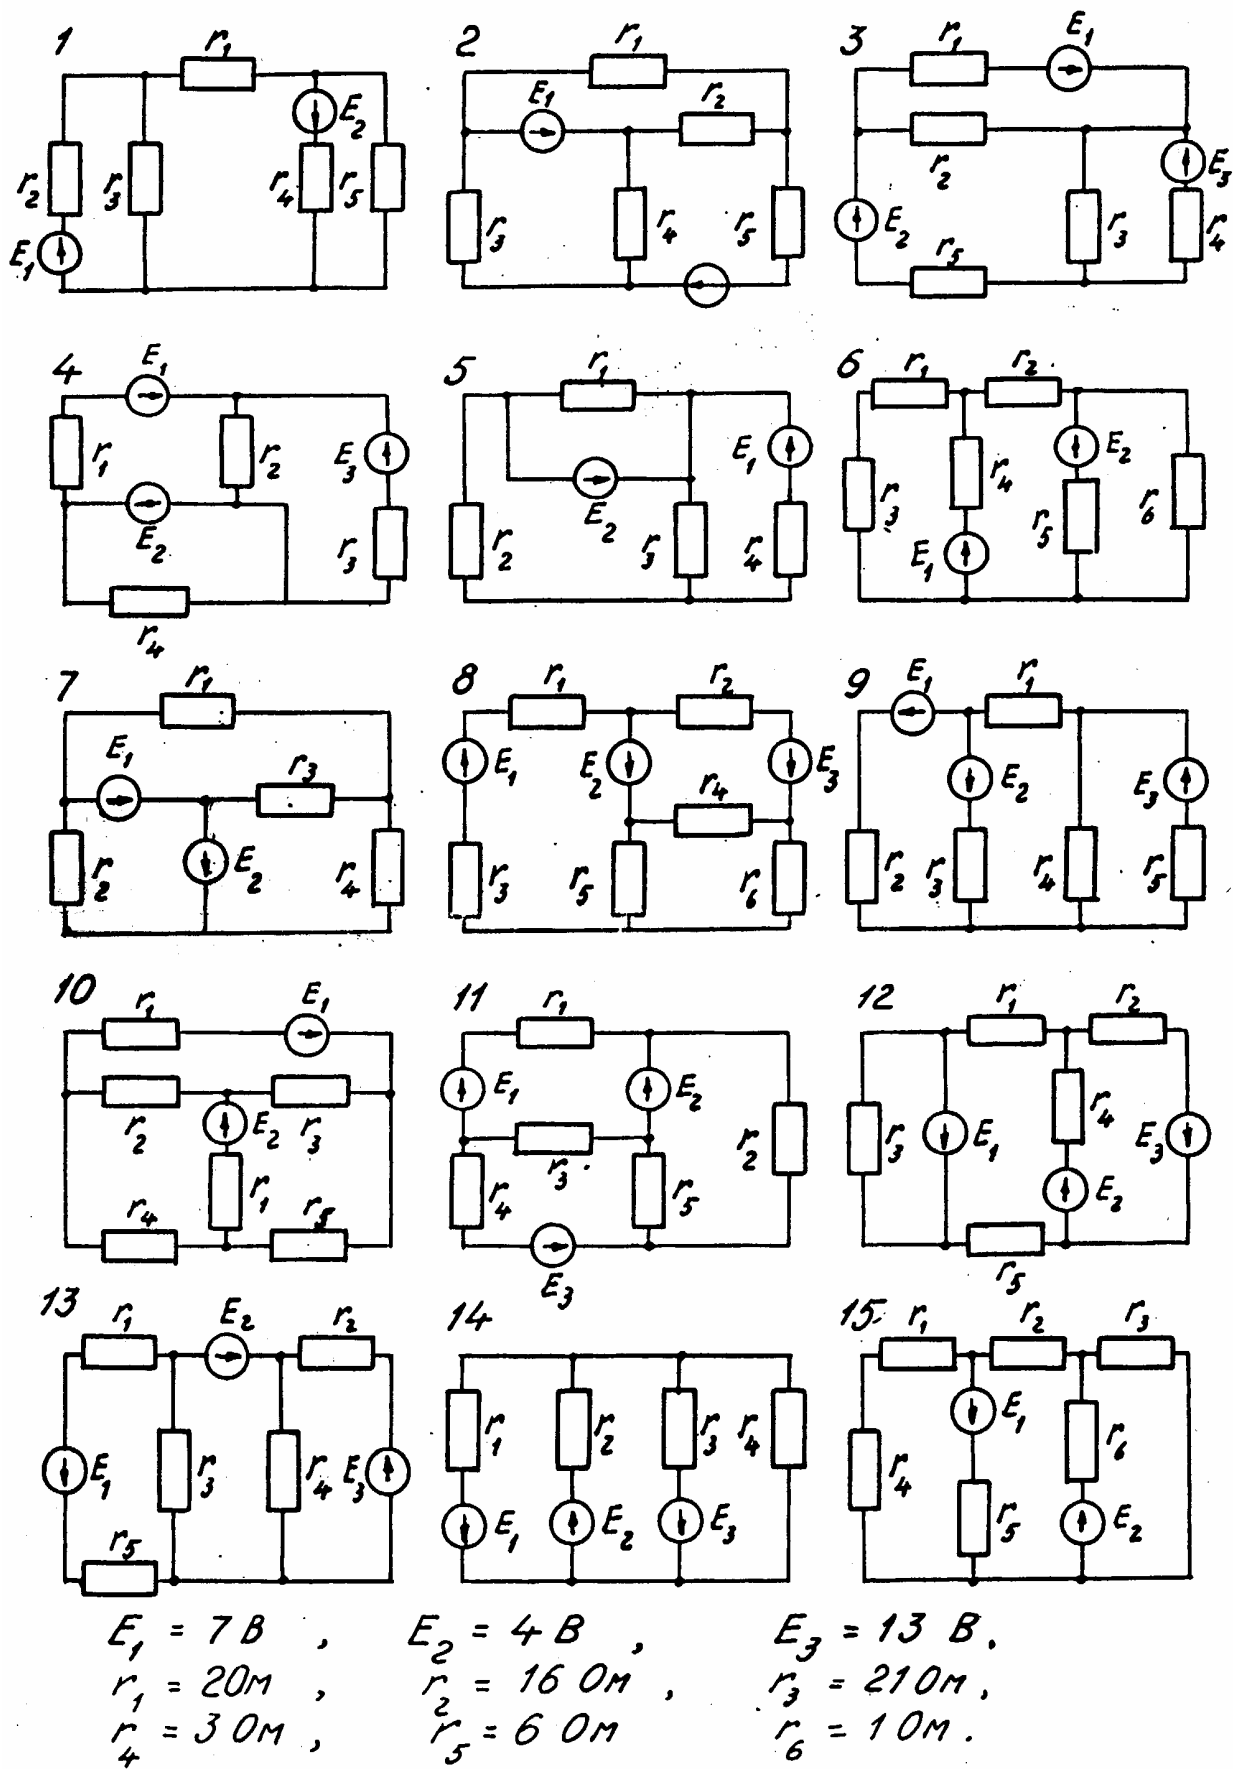 1
r₁
E₂
r₂
r₃
r₄
r₅
E₁
2
r₁
E₁
r₂
r₃
r₄
r₅
3
r₁
E₁
r₂
E₃
E₂
r₃
r₄
r₅
4
E₁
r₁
r₂
E₃
E₂
r₃
r₄
5
r₁
E₁
E₂
r₂
r₃
r₄
6
r₁
r₂
E₂
r₄
r₃
r₅
r₆
E₁
7
r₁
E₁
r₃
r₂
E₂
r₄
8
r₁
r₂
E₁
E₂
E₃
r₄
r₃
r₅
r₆
9
E₁
r₁
E₂
E₃
r₂
r₃
r₄
r₅
10
r₁
E₁
r₂
E₂
r₃
r₁
r₄
r₅
11
r₁
E₁
E₂
r₃
r₂
r₄
r₅
E₃
12
r₁
r₂
r₄
r₃
E₁
E₃
E₂
r₅
13
r₁
E₂
r₂
E₁
r₃
r₄
E₃
r₅
14
r₁
r₂
r₃
r₄
E₁
E₂
E₃
15
r₁
r₂
r₃
E₁
r₆
r₄
r₅
E₂
E₁ = 7 В , E₂ = 4 В , E₃ = 13 В.
r₁ = 2Ом , r₂ = 16 Ом , r₃ = 21Ом,
r₄ = 3 Ом , r₅ = 6 Ом r₆ = 1 Ом.